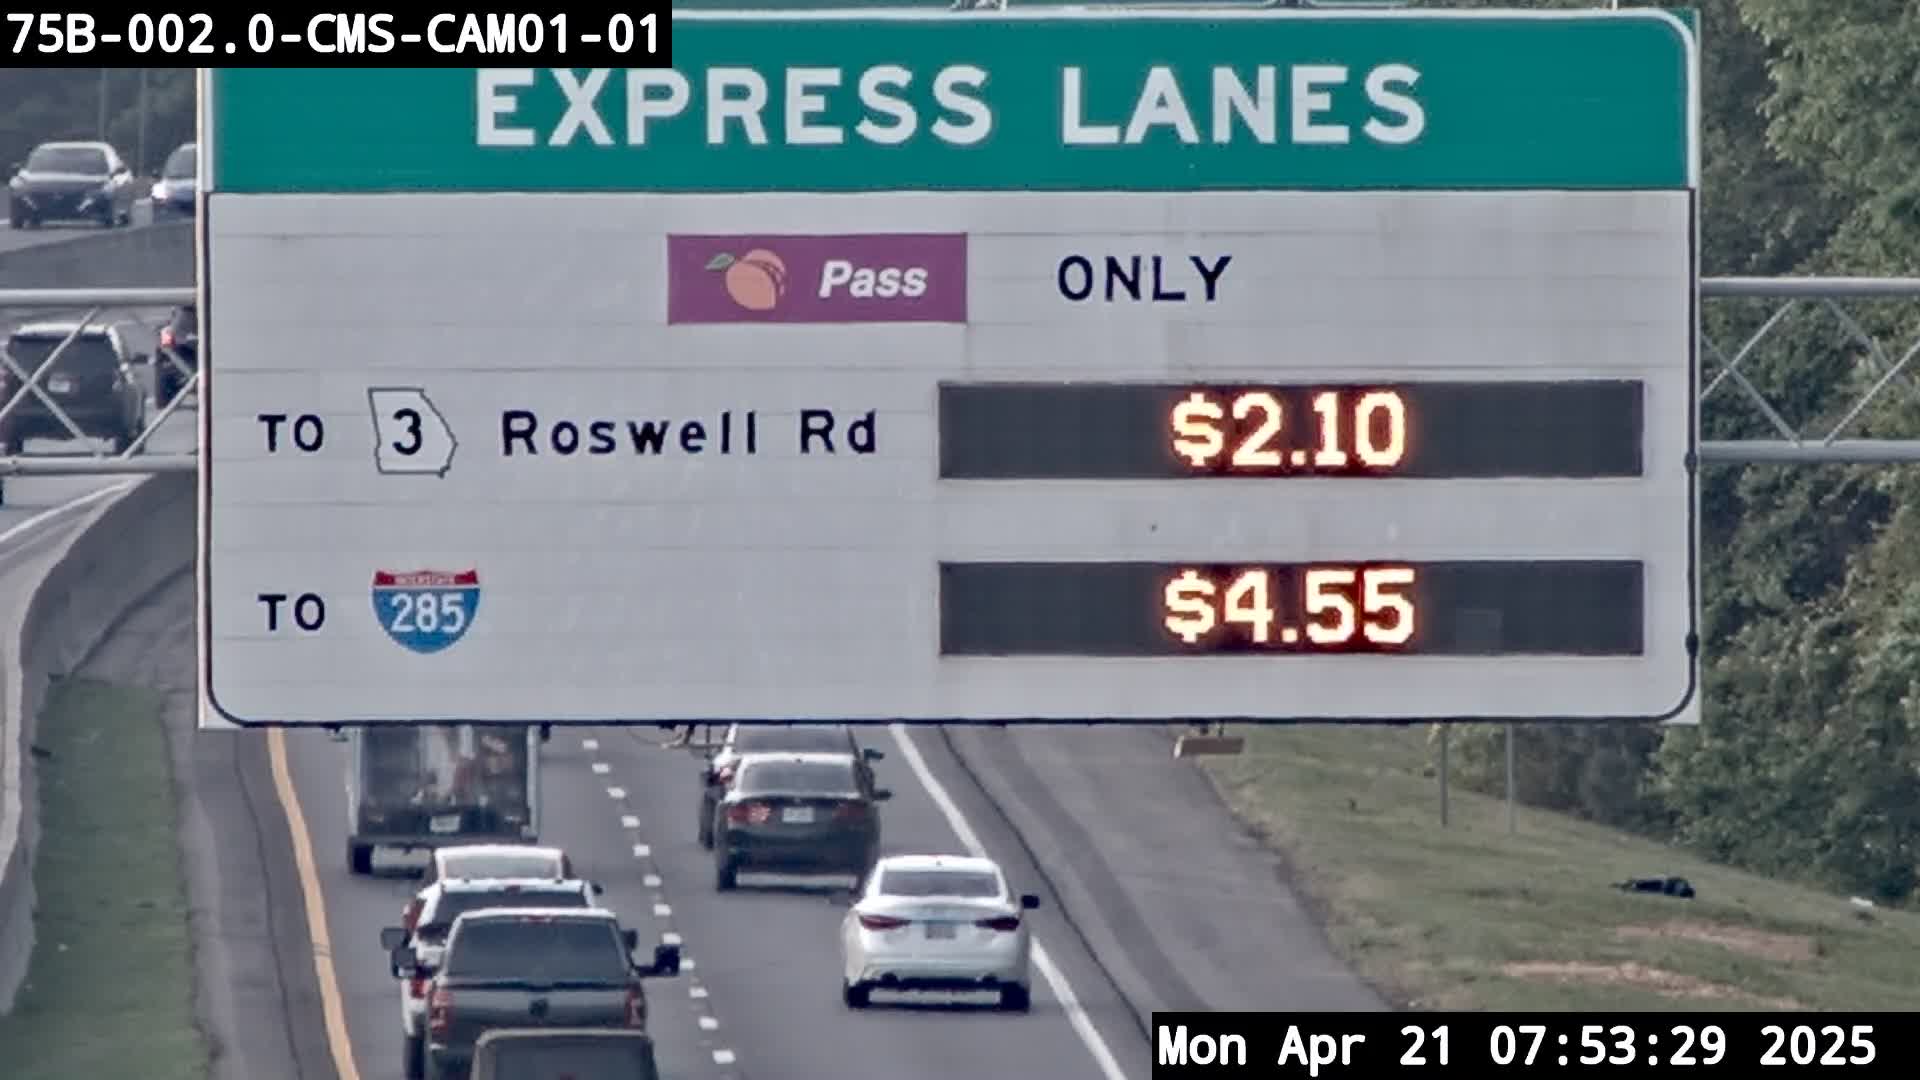 75B-002.0-CMS-CAM01-01
EXPRESS LANES
Pass ONLY
TO 3 Roswell Rd $2.10
INTERSTATE
TO 285 $4.55
Mon Apr 21 07:53:29 2025